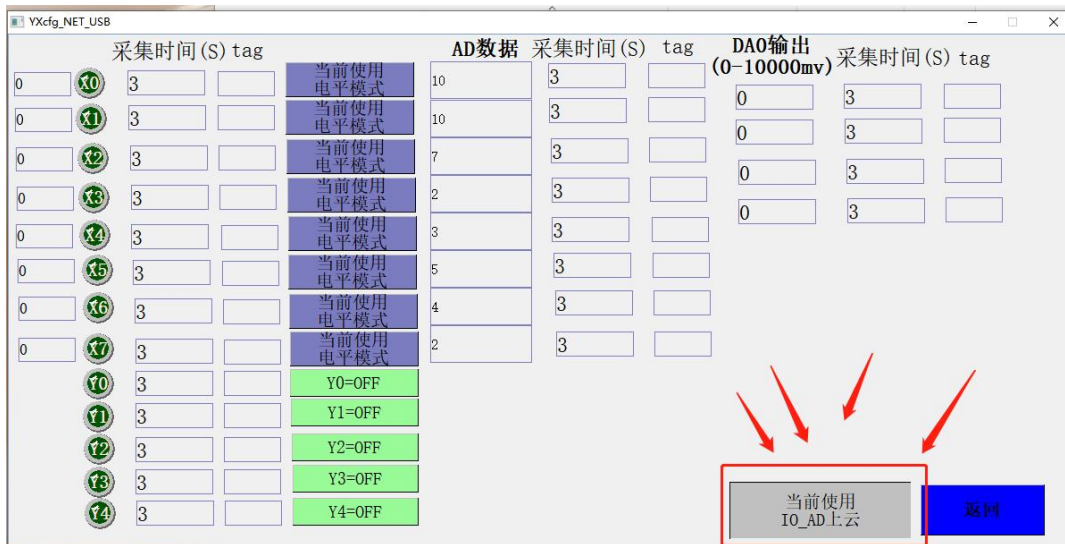 YXcfg_NET_USB
采集时间(S) tag AD数据 采集时间(S) tag DAO输出
(0-10000mv) 采集时间(S) tag
0 X0 3 当前使用
电平模式 10 3 0 3
0 X1 3 当前使用
电平模式 10 3 0 3
0 X2 3 当前使用
电平模式 7 3 0 3
0 X3 3 当前使用
电平模式 2 3 0 3
0 X4 3 当前使用
电平模式 3 3
0 X5 3 当前使用
电平模式 5 3
0 X6 3 当前使用
电平模式 4 3
0 X7 3 当前使用
电平模式 2 3
Y0 3 Y0=OFF
Y1 3 Y1=OFF
Y2 3 Y2=OFF
Y3 3 Y3=OFF
Y4 3 Y4=OFF
当前使用
IO_AD上云
返回